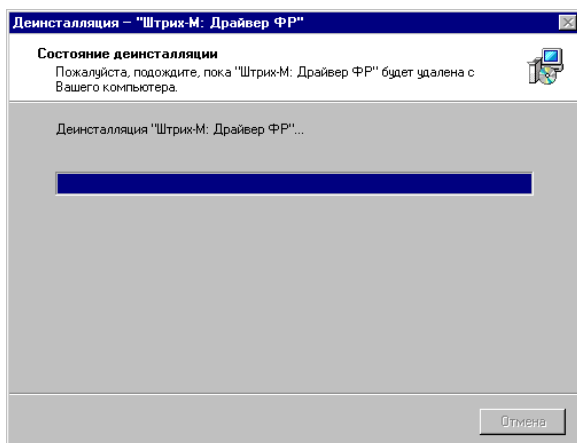 Деинсталляция – "Штрих-М: Драйвер ФР"
Состояние деинсталляции
Пожалуйста, подождите, пока "Штрих-М: Драйвер ФР" будет удалена с
Вашего компьютера.
Деинсталляция "Штрих-М: Драйвер ФР"...
Отмена